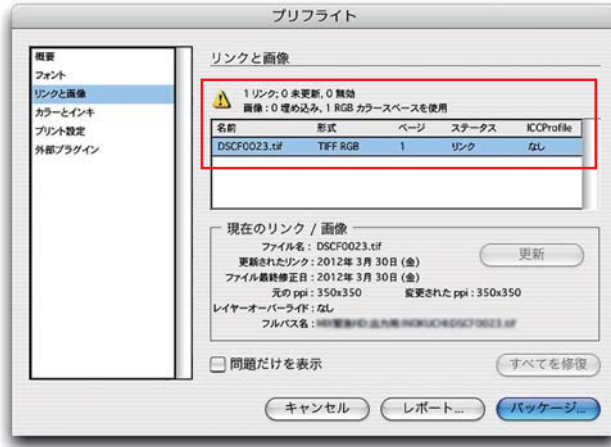 プリフライト
概要
フォント
リンクと画像
カラーとインキ
プリント設定
外部プラグイン
リンクと画像
1 リンク; 0 未更新, 0 無効
画像 : 0 埋め込み, 1 RGB カラースペースを使用
名前 形式 ページ ステータス ICCProfile
DSCF0023.tif TIFF RGB 1 リンク なし
現在のリンク / 画像
ファイル名 : DSCF0023.tif
更新されたリンク : 2012年 3月 30日 (金)
更新
ファイル最終修正日 : 2012年 3月 30日 (金)
元の ppi : 350x350 変更された ppi : 350x350
レイヤーオーバーライド : なし
フルパス名 :
問題だけを表示
すべてを修復
キャンセル レポート... パッケージ...